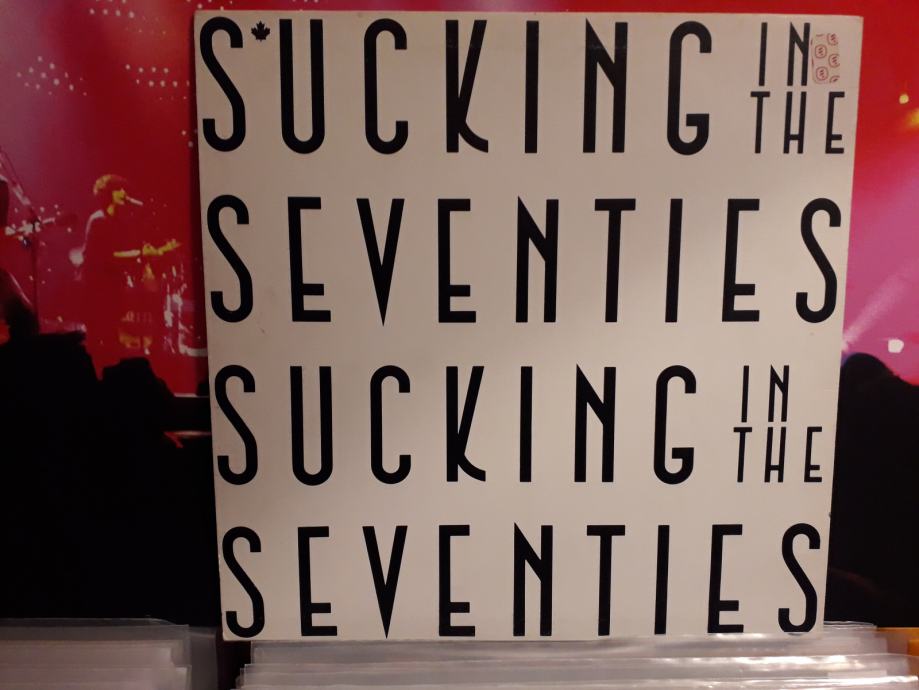 SUCKING IN THE
SEVENTIES
SUCKING IN THE
SEVENTIES